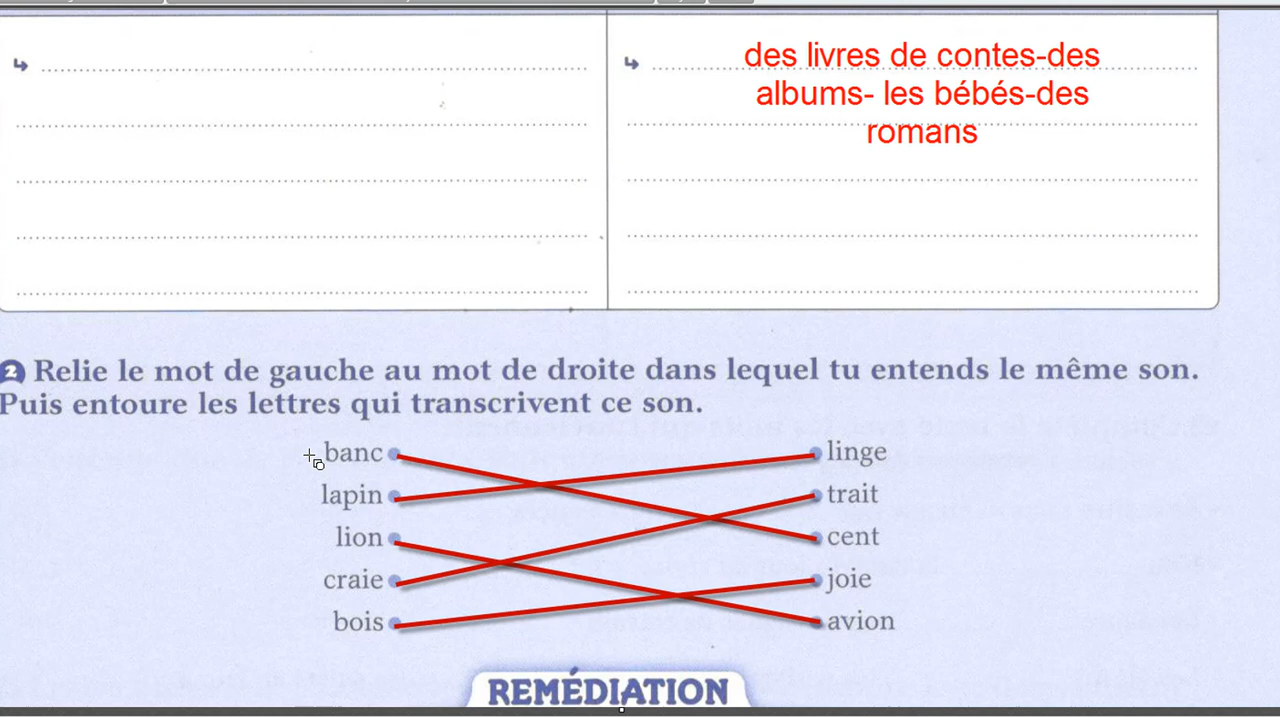 des livres de contes-des
albums- les bébés-des
romans
2 Relie le mot de gauche au mot de droite dans lequel tu entends le même son.
Puis entoure les lettres qui transcrivent ce son.
banc linge
lapin trait
lion cent
craie joie
bois avion
REMÉDIATION